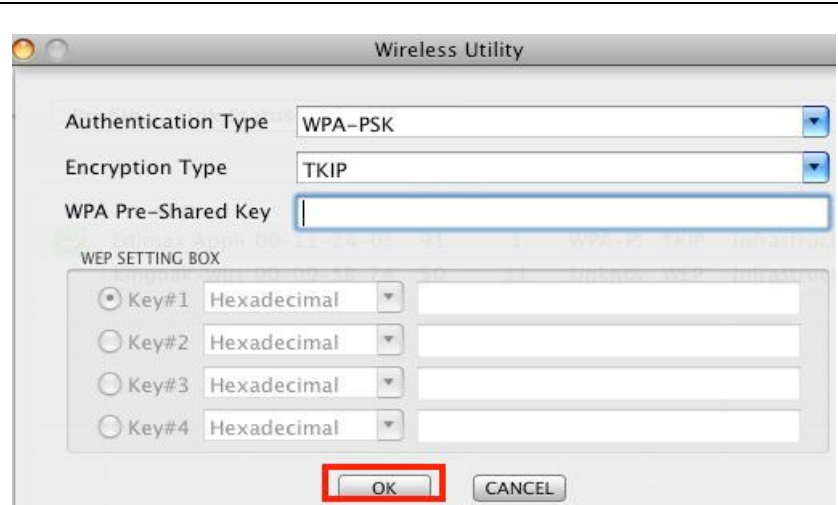 Wireless Utility
Authentication Type WPA-PSK
Encryption Type TKIP
WPA Pre-Shared Key
WEP SETTING BOX
Key#1 Hexadecimal
Key#2 Hexadecimal
Key#3 Hexadecimal
Key#4 Hexadecimal
OK CANCEL